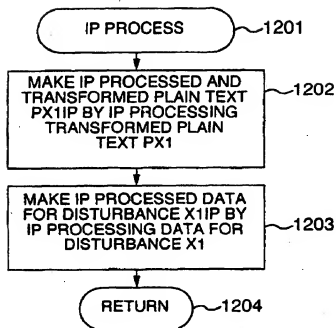 IP PROCESS
1201
MAKE IP PROCESSED AND
TRANSFORMED PLAIN TEXT
PX1IP BY IP PROCESSING
TRANSFORMED PLAIN
TEXT PX1
1202
MAKE IP PROCESSED DATA
FOR DISTURBANCE X1IP BY
IP PROCESSING DATA FOR
DISTURBANCE X1
1203
RETURN
1204